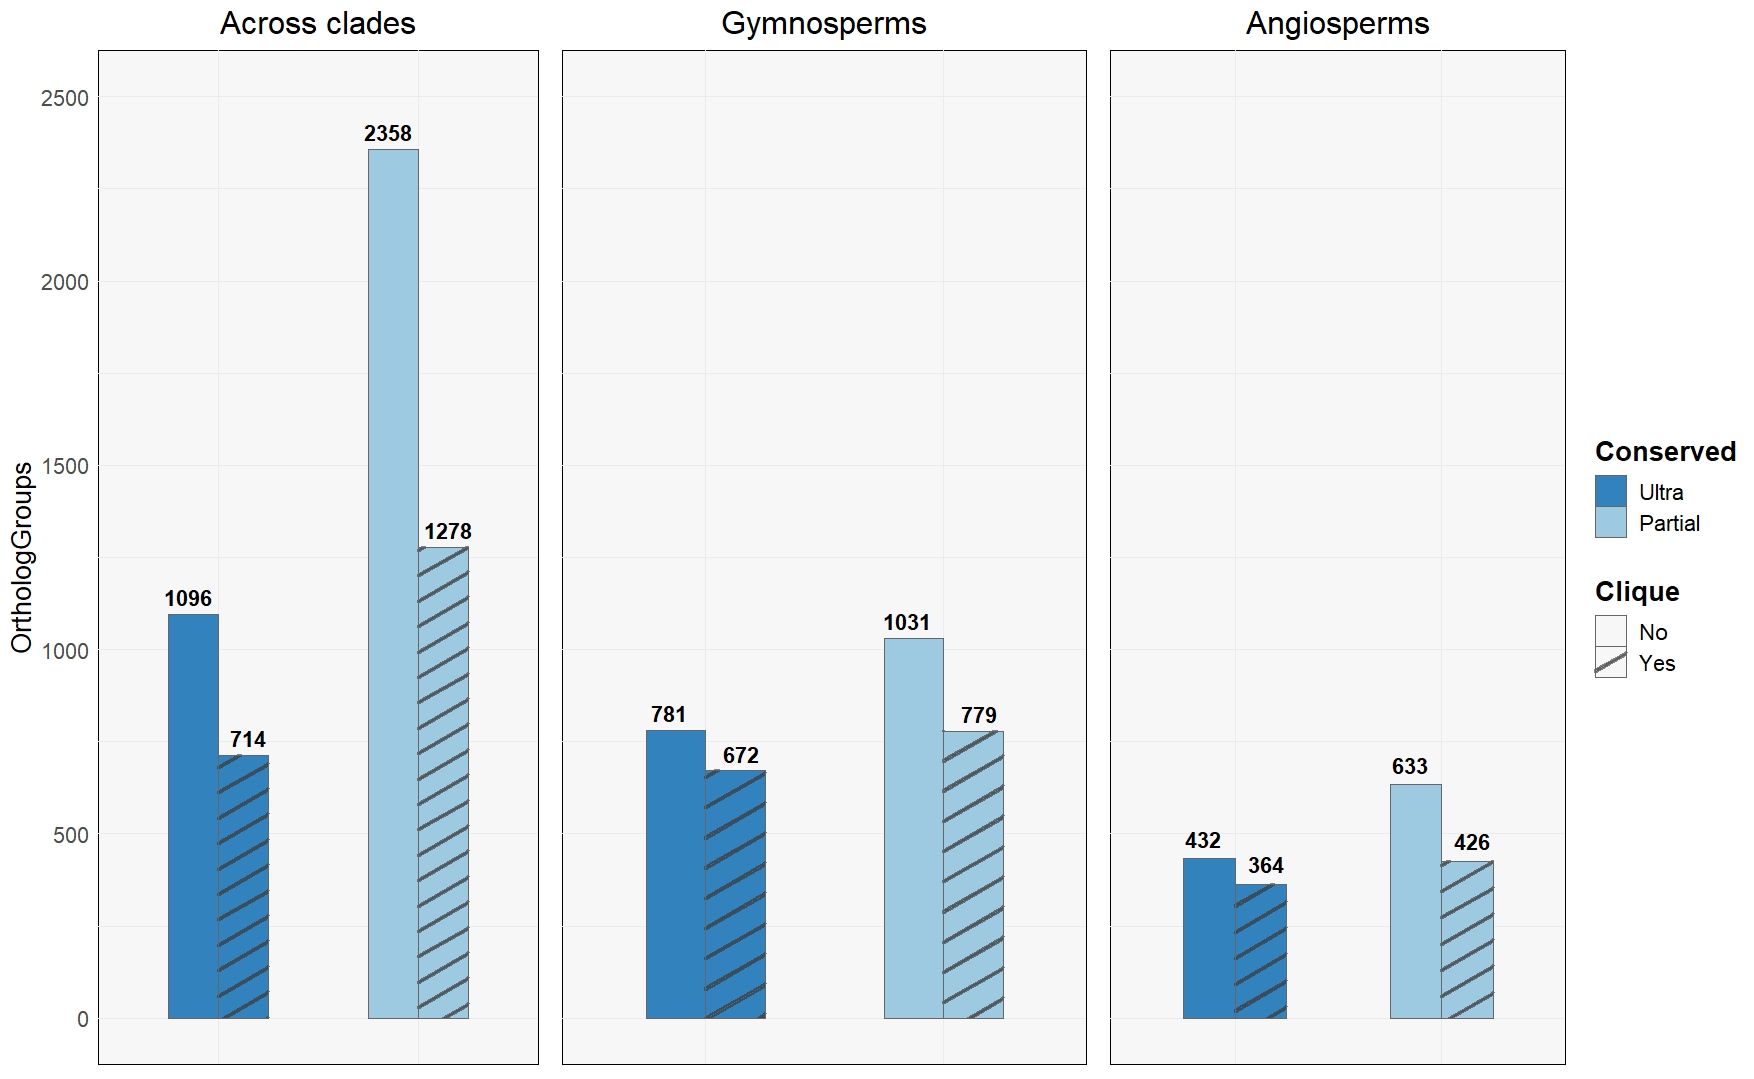 Across clades
Gymnosperms
Angiosperms
OrthologGroups
2500
2000
1500
1000
500
0
1096
714
2358
1278
781
672
1031
779
432
364
633
426
Conserved
Ultra
Partial
Clique
No
Yes